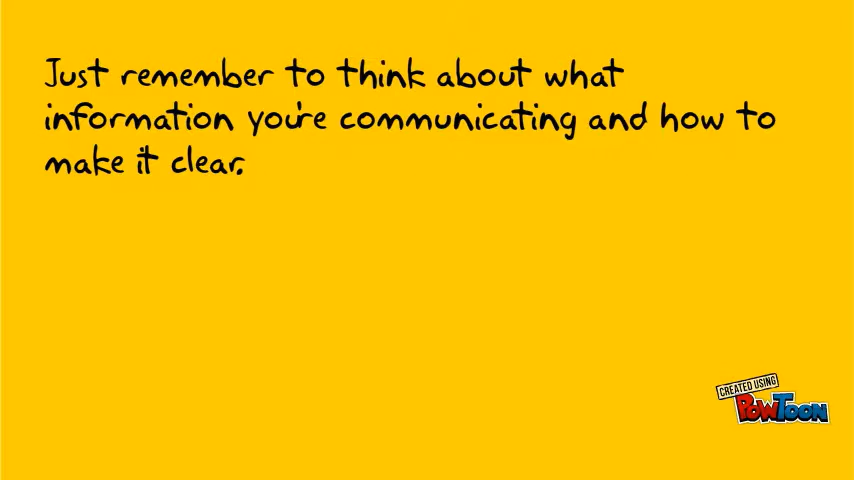 Just remember to think about what
information you're communicating and how to
make it clear.
CREATED USING
POWTOON